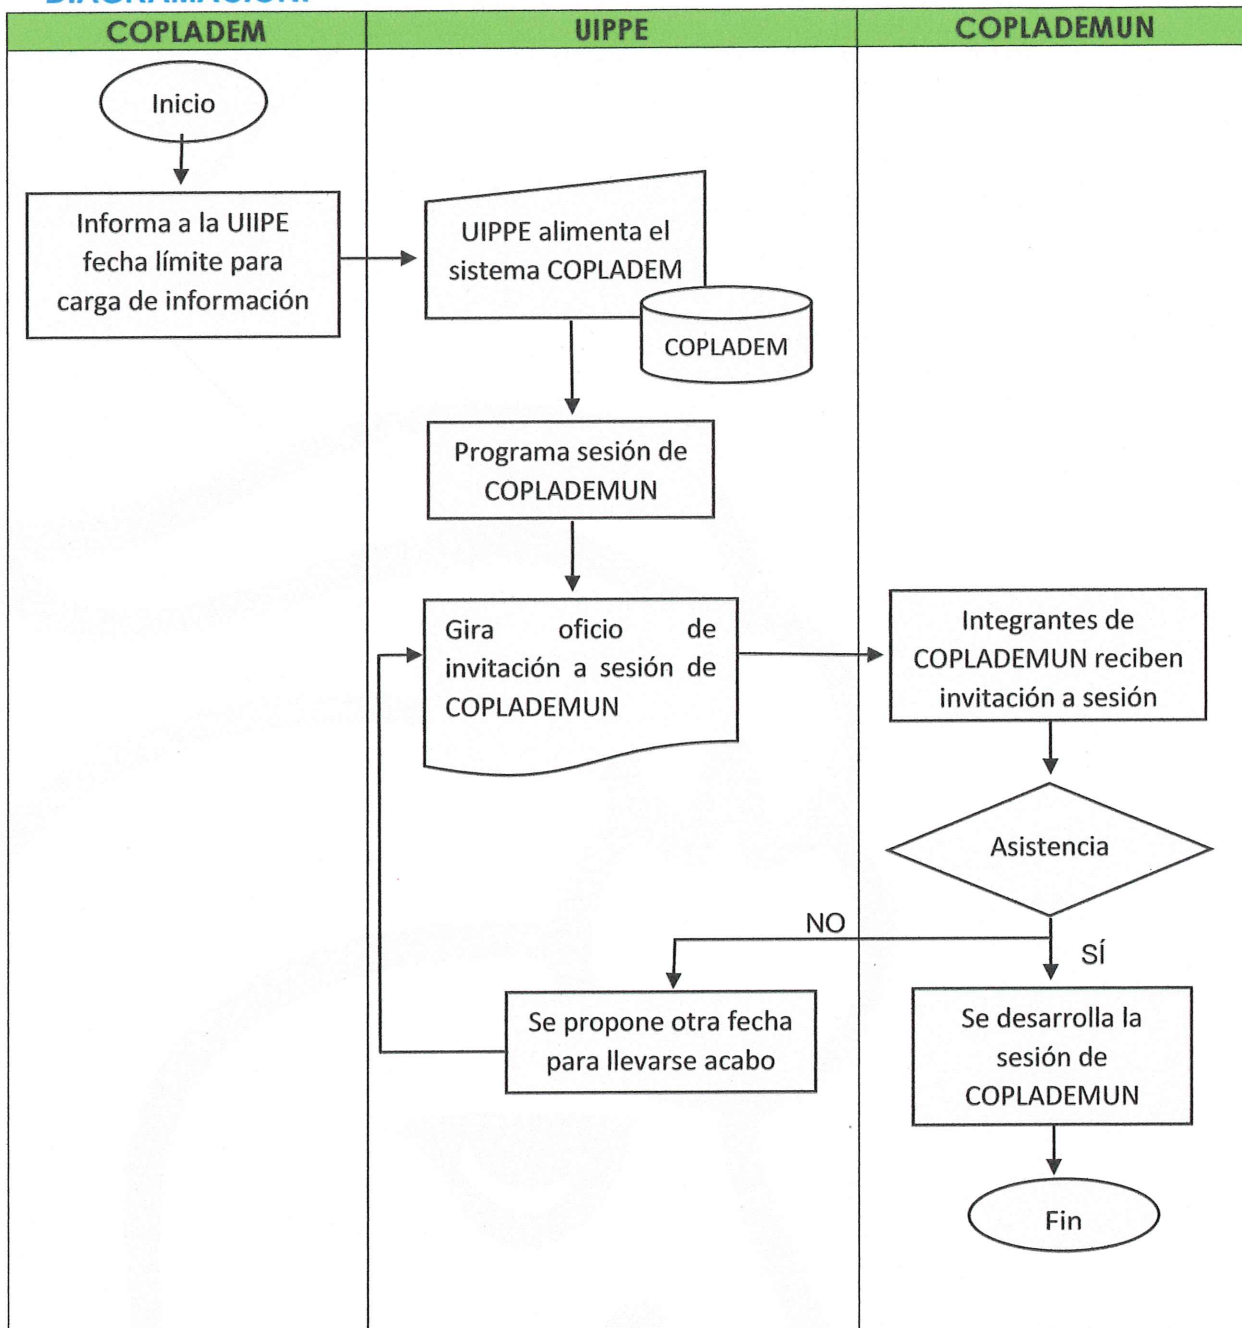 DIAGRAMACIÓN:
COPLADEM
UIPPE
COPLADEMUN
Inicio
Informa a la UIIPE
fecha límite para
carga de información
UIPPE alimenta el
sistema COPLADEM
COPLADEM
Programa sesión de
COPLADEMUN
Gira oficio de
invitación a sesión de
COPLADEMUN
Integrantes de
COPLADEMUN reciben
invitación a sesión
Asistencia
NO
SÍ
Se propone otra fecha
para llevarse acabo
Se desarrolla la
sesión de
COPLADEMUN
Fin